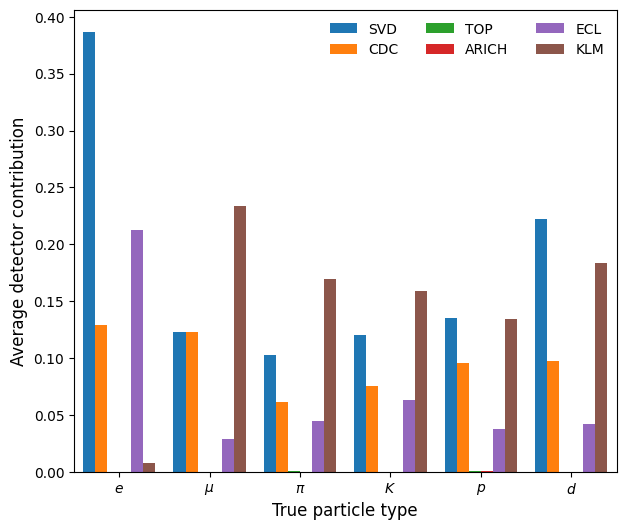 SVD TOP ECL
CDC ARICH KLM
Average detector contribution
0.40
0.35
0.30
0.25
0.20
0.15
0.10
0.05
0.00
e μ π K p d
True particle type